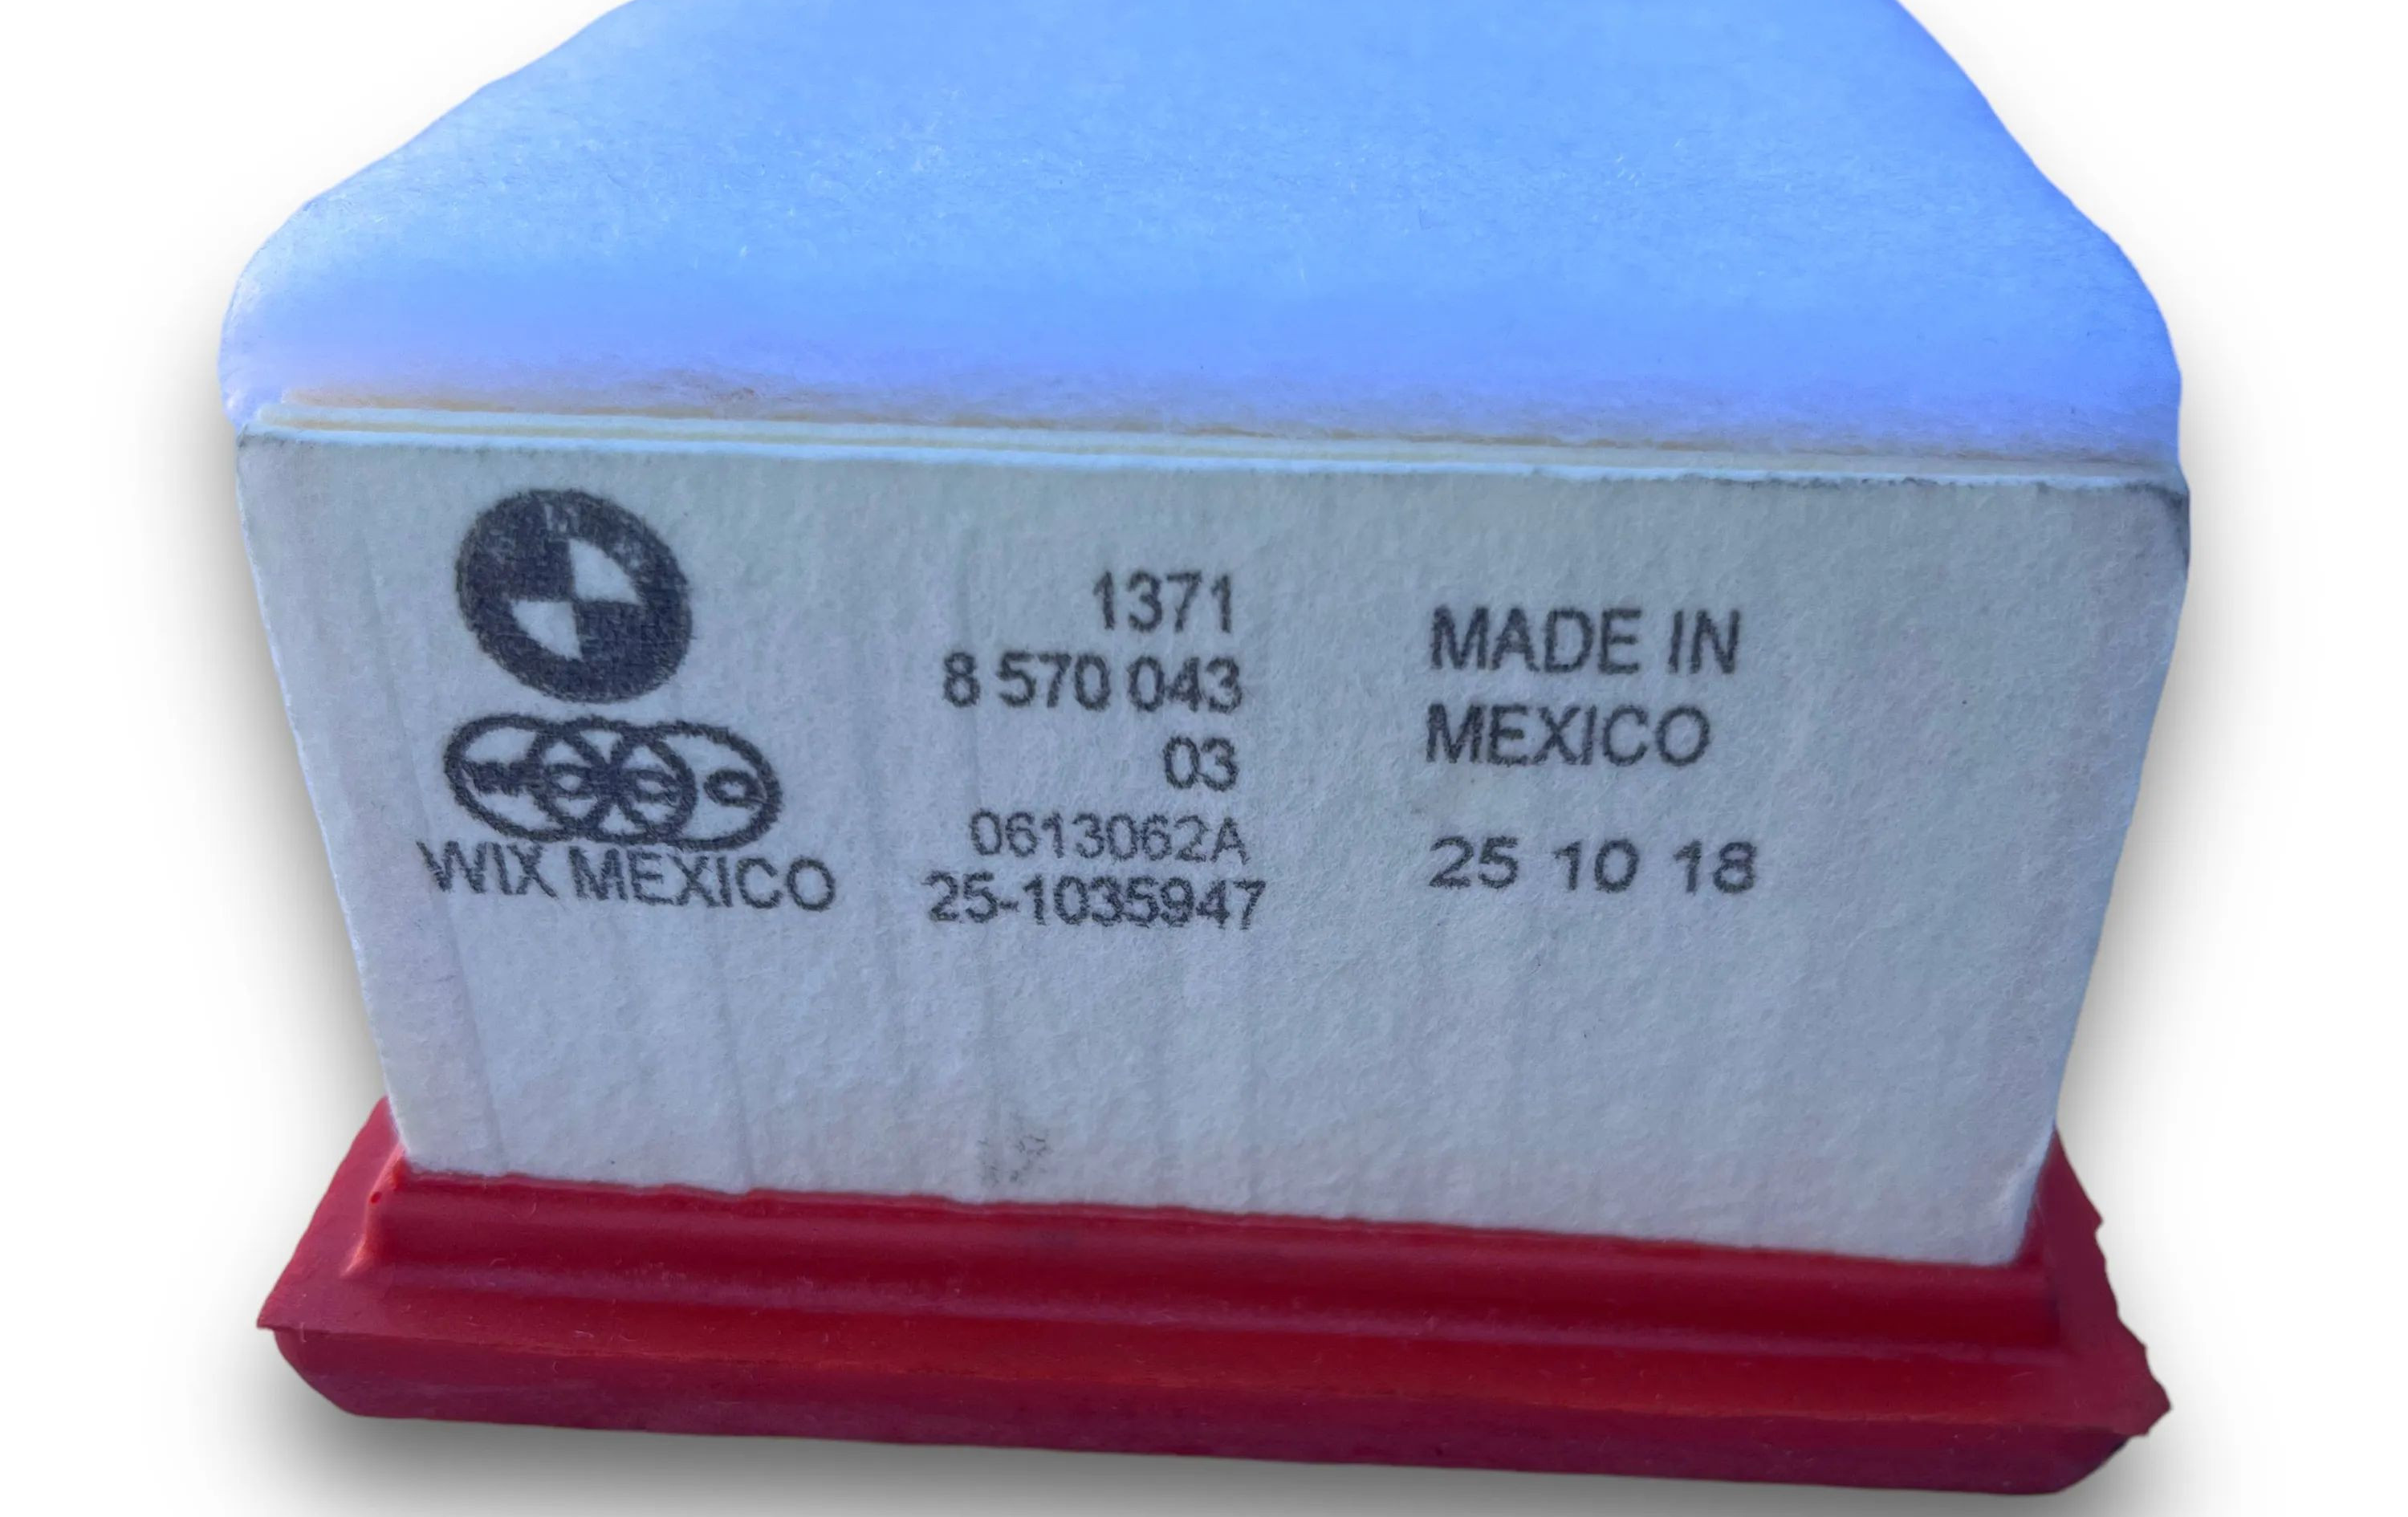 1371
8 570 043
03
0613062A
25-1035947
WIX MEXICO
MADE IN
MEXICO
25 10 18